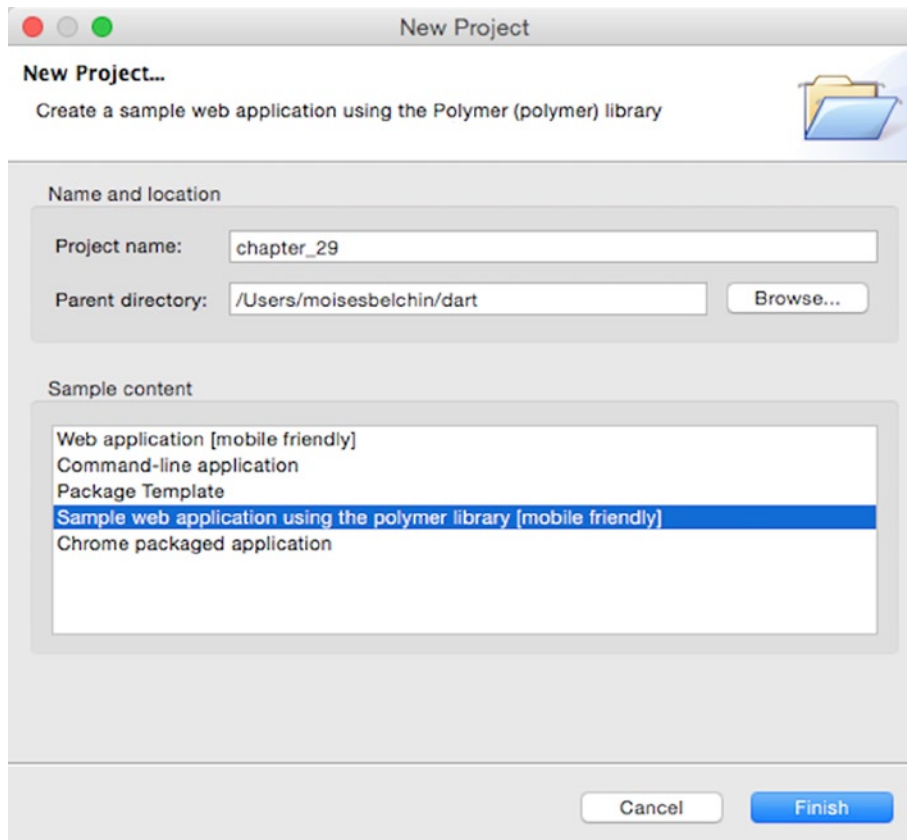 New Project
New Project...
Create a sample web application using the Polymer (polymer) library
Name and location
Project name: chapter_29
Parent directory: /Users/moisesbelchin/dart Browse...
Sample content
Web application [mobile friendly]
Command-line application
Package Template
Sample web application using the polymer library [mobile friendly]
Chrome packaged application
Cancel Finish